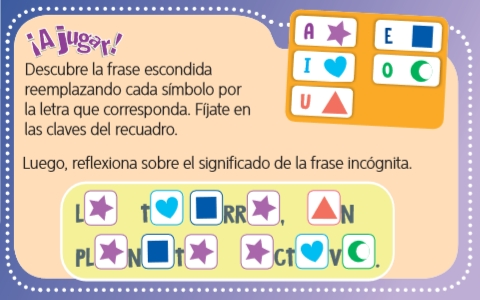 ¡A jugar!
Descubre la frase escondida
reemplazando cada símbolo por
la letra que corresponda. Fíjate en
las claves del recuadro.
A
E
I
O
U
Luego, reflexiona sobre el significado de la frase incógnita.
L★ t♥ ■RR★, ▲N
PL★N■t★ ★Ct♥V☾.